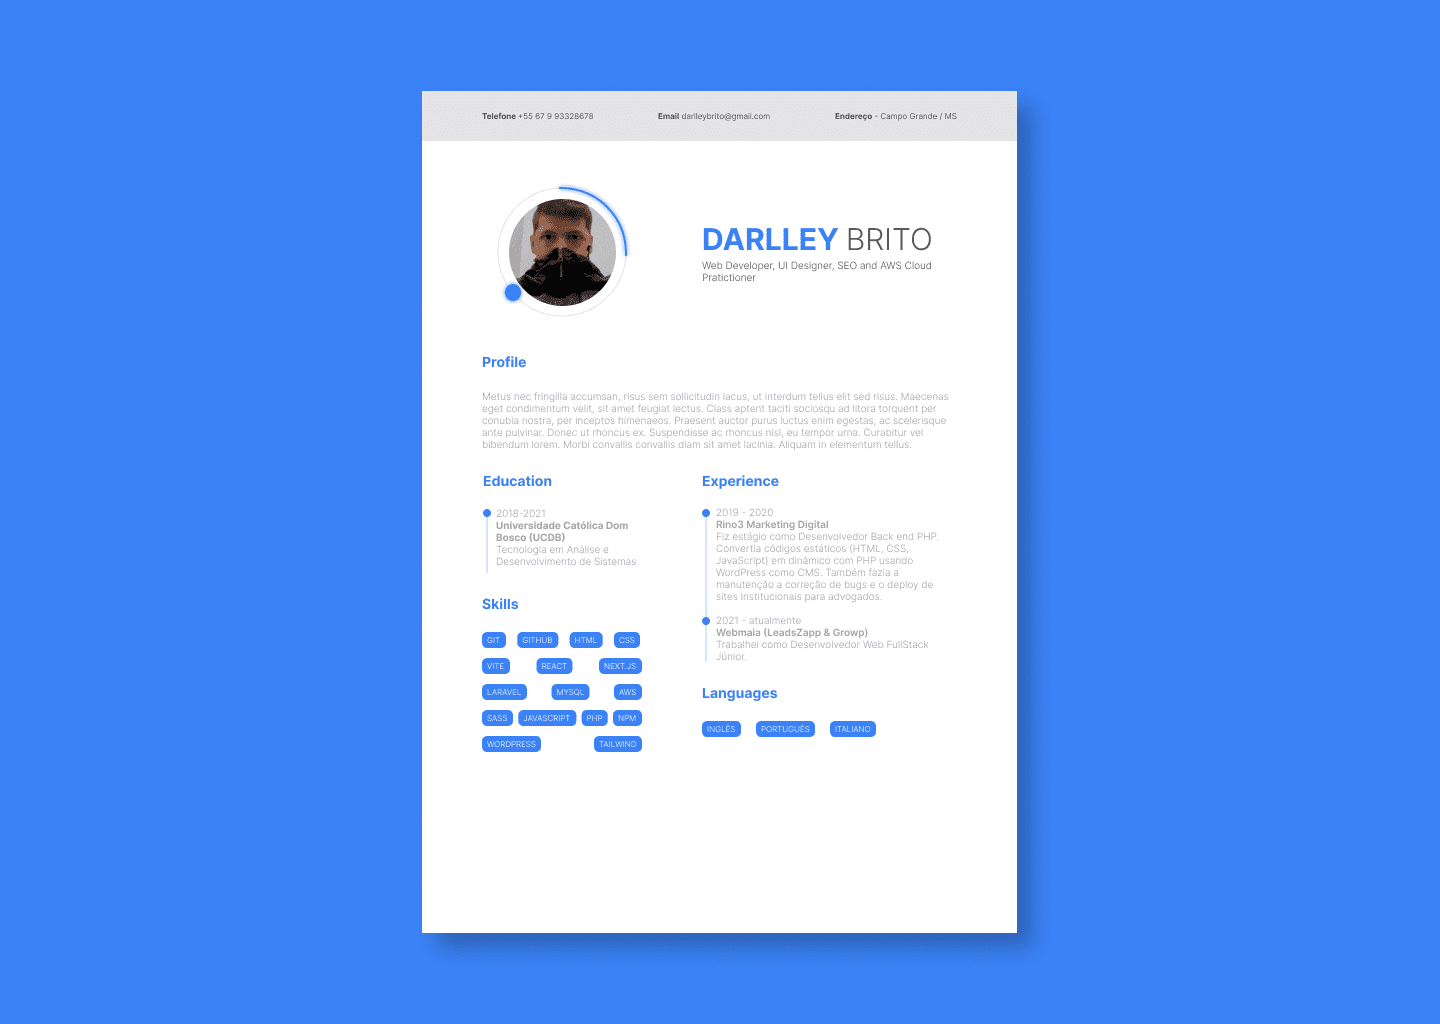 Telefone +55 67 9 93328678 Email darlleybrito@gmail.com Endereço - Campo Grande / MS
DARLLEY BRITO
Web Developer, UI Designer, SEO and AWS Cloud
Pratictioner
Profile
Metus nec fringilla accumsan, risus sem sollicitudin lacus, ut interdum tellus elit sed risus. Maecenas
eget condimentum velit, sit amet feugiat lectus. Class aptent taciti sociosqu ad litora torquent per
conubia nostra, per inceptos himenaeos. Praesent auctor purus luctus enim egestas, ac scelerisque
ante pulvinar. Donec ut rhoncus ex. Suspendisse ac rhoncus nisl, eu tempor urna. Curabitur vel
bibendum lorem. Morbi convallis convallis diam sit amet lacinia. Aliquam in elementum tellus.
Education
2018-2021
Universidade Católica Dom
Bosco (UCDB)
Tecnologia em Análise e
Desenvolvimento de Sistemas
Skills
GIT GITHUB HTML CSS
VITE REACT NEXT.JS
LARAVEL MYSQL AWS
SASS JAVASCRIPT PHP NPM
WORDPRESS TAILWIND
Experience
2019 - 2020
Rino3 Marketing Digital
Fiz estágio como Desenvolvedor Back end PHP.
Convertia códigos estáticos (HTML, CSS,
JavaScript) em dinâmico com PHP usando
WordPress como CMS. Também fazia a
manutenção a correção de bugs e o deploy de
sites institucionais para advogados.
2021 - atualmente
Webmaia (LeadsZapp & Growp)
Trabalhei como Desenvolvedor Web FullStack
Júnior.
Languages
INGLÊS PORTUGUÊS ITALIANO